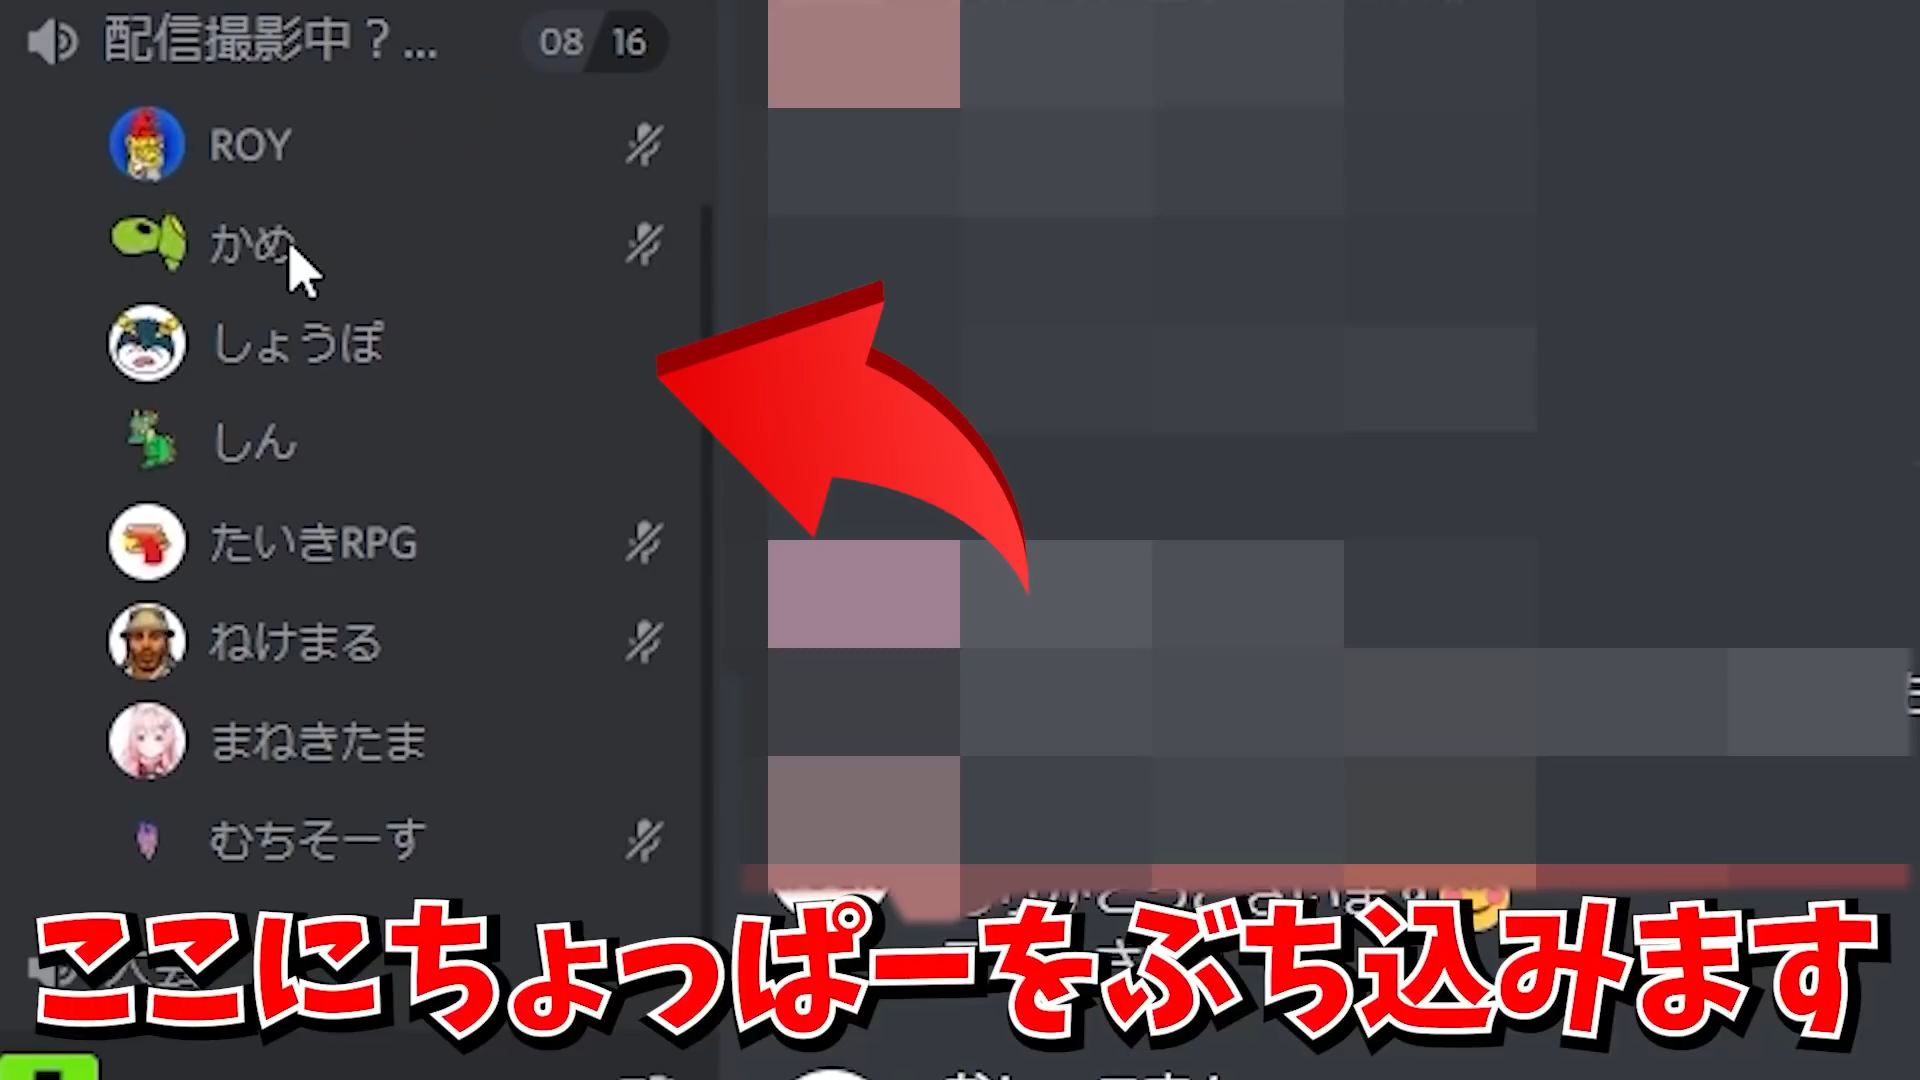 配信撮影中？...
08 16
ROY
かめ
しょうぽ
しん
たいきRPG
ねけまる
まねきたま
むちそーす
ここにちょっぱーをぶち込みます